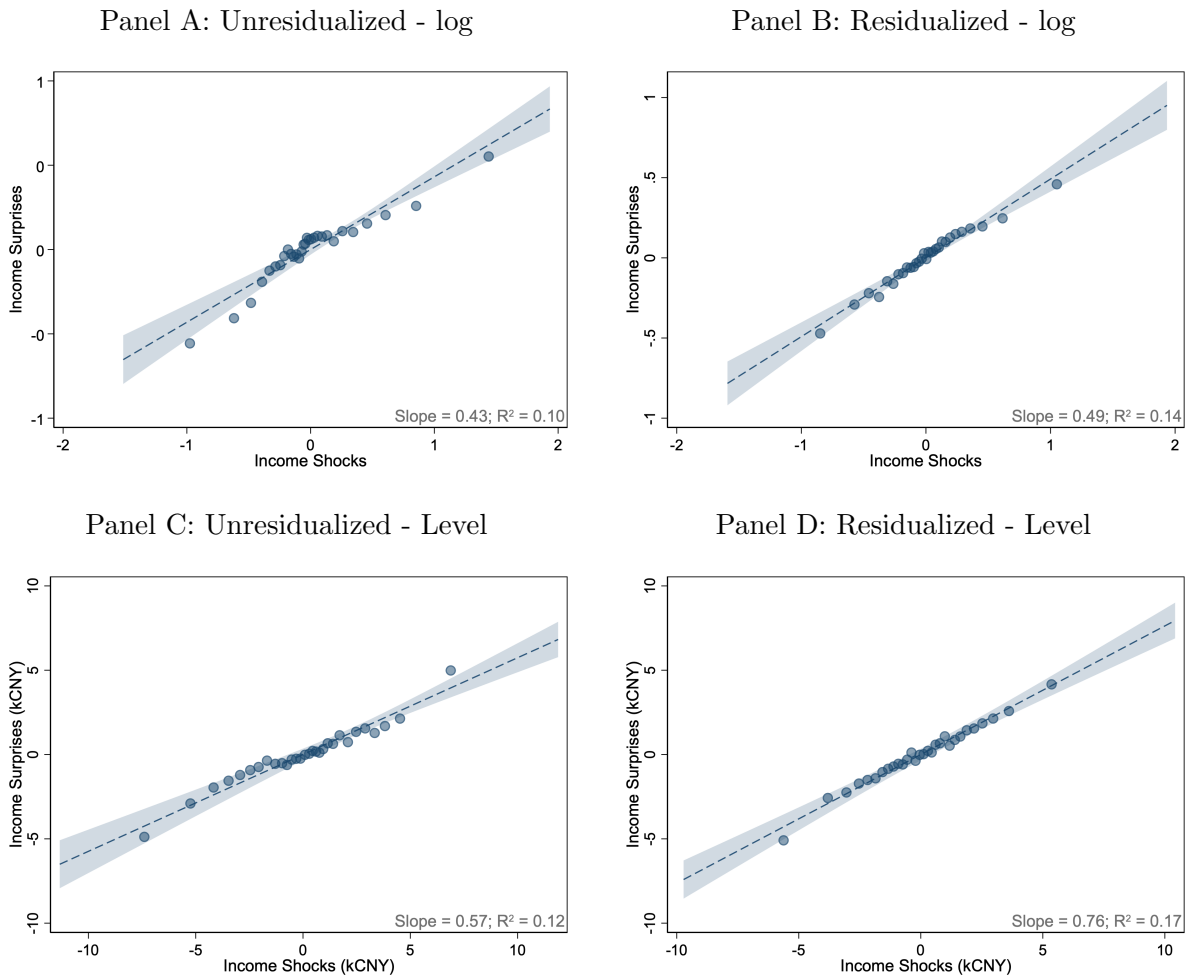 Panel A: Unresidualized - log
Income Surprises
1
0
0
-0
-1
Slope = 0.43; R² = 0.10
-2 -1 0 1 2
Income Shocks
Panel B: Residualized - log
Income Surprises
1
.5
0
-.5
-1
Slope = 0.49; R² = 0.14
-2 -1 0 1 2
Income Shocks
Panel C: Unresidualized - Level
Income Surprises (kCNY)
10
5
0
-5
-10
Slope = 0.57; R² = 0.12
-10 -5 0 5 10
Income Shocks (kCNY)
Panel D: Residualized - Level
Income Surprises (kCNY)
10
5
0
-5
-10
Slope = 0.76; R² = 0.17
-10 -5 0 5 10
Income Shocks (kCNY)